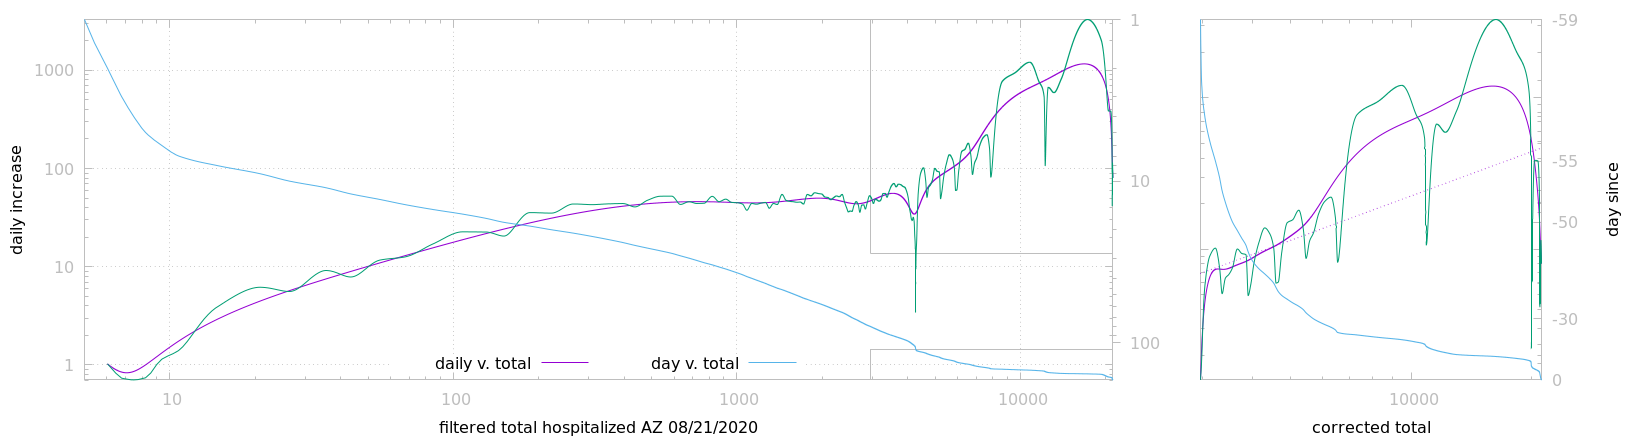 1000
100
10
1
daily increase
10
100
1000
10000
1
10
100
daily v. total
day v. total
filtered total hospitalized AZ 08/21/2020
-59
-55
-50
-30
0
day since
10000
corrected total